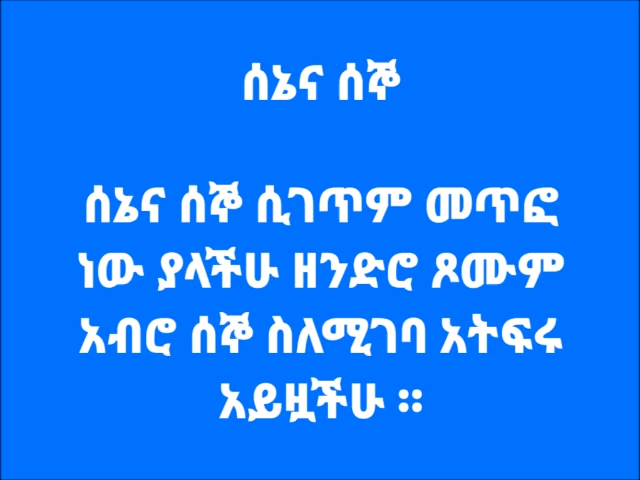 ሰኔና ሰኞ
ሰኔና ሰኞ ሲገጥም መጥፎ
ነው ያላችሁ ዘንድሮ ጾሙም
አብሮ ሰኞ ስለሚገባ አትፍሩ
አይዟችሁ ።